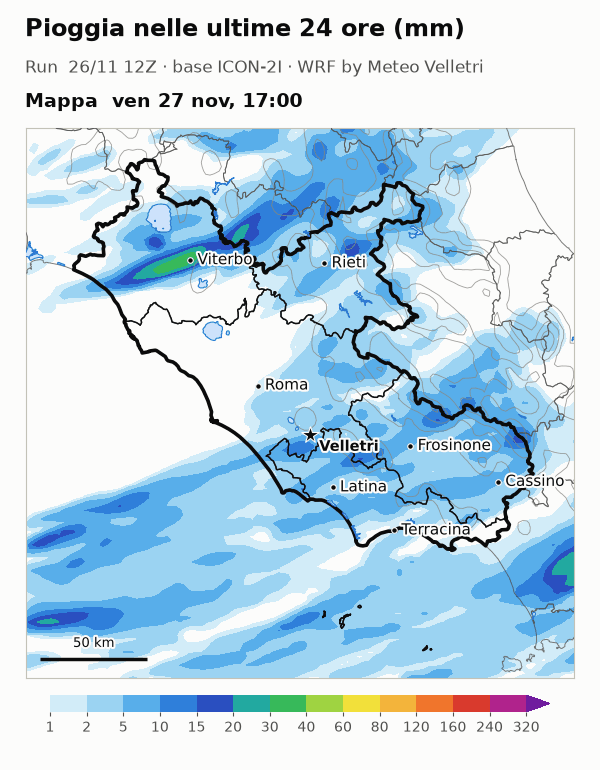 Pioggia nelle ultime 24 ore (mm)
Run  26/11 12Z · base ICON-2I · WRF by Meteo Velletri
Mappa  ven 27 nov, 17:00
Viterbo
Rieti
Roma
Velletri
Frosinone
Cassino
Latina
Terracina
50 km
1 2 5 10 15 20 30 40 60 80 120 160 240 320